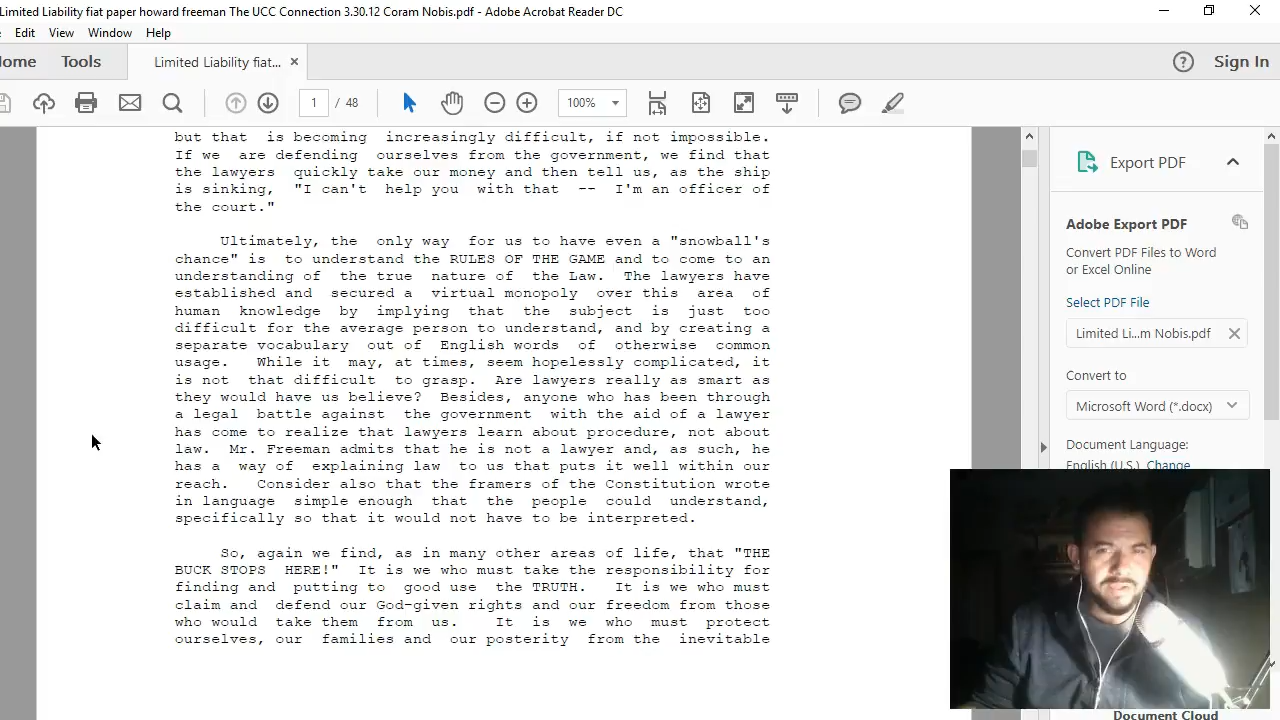 Limited Liability fiat paper howard freeman The UCC Connection 3.30.12 Coram Nobis.pdf - Adobe Acrobat Reader DC
Edit View Window Help
Home Tools Limited Liability fiat... × Sign In
1 / 48 100%
but that is becoming increasingly difficult, if not impossible.
If we are defending ourselves from the government, we find that
the lawyers quickly take our money and then tell us, as the ship
is sinking, "I can't help you with that -- I'm an officer of
the court."
Ultimately, the only way for us to have even a "snowball's
chance" is to understand the RULES OF THE GAME and to come to an
understanding of the true nature of the Law. The lawyers have
established and secured a virtual monopoly over this area of
human knowledge by implying that the subject is just too
difficult for the average person to understand, and by creating a
separate vocabulary out of English words of otherwise common
usage. While it may, at times, seem hopelessly complicated, it
is not that difficult to grasp. Are lawyers really as smart as
they would have us believe? Besides, anyone who has been through
a legal battle against the government with the aid of a lawyer
has come to realize that lawyers learn about procedure, not about
law. Mr. Freeman admits that he is not a lawyer and, as such, he
has a way of explaining law to us that puts it well within our
reach. Consider also that the framers of the Constitution wrote
in language simple enough that the people could understand,
specifically so that it would not have to be interpreted.
So, again we find, as in many other areas of life, that "THE
BUCK STOPS HERE!" It is we who must take the responsibility for
finding and putting to good use the TRUTH. It is we who must
claim and defend our God-given rights and our freedom from those
who would take them from us. It is we who must protect
ourselves, our families and our posterity from the inevitable
Export PDF
Adobe Export PDF
Convert PDF Files to Word
or Excel Online
Select PDF File
Limited Li...m Nobis.pdf
Convert to
Microsoft Word (*.docx)
Document Language:
English (U.S.) Change
Document Cloud